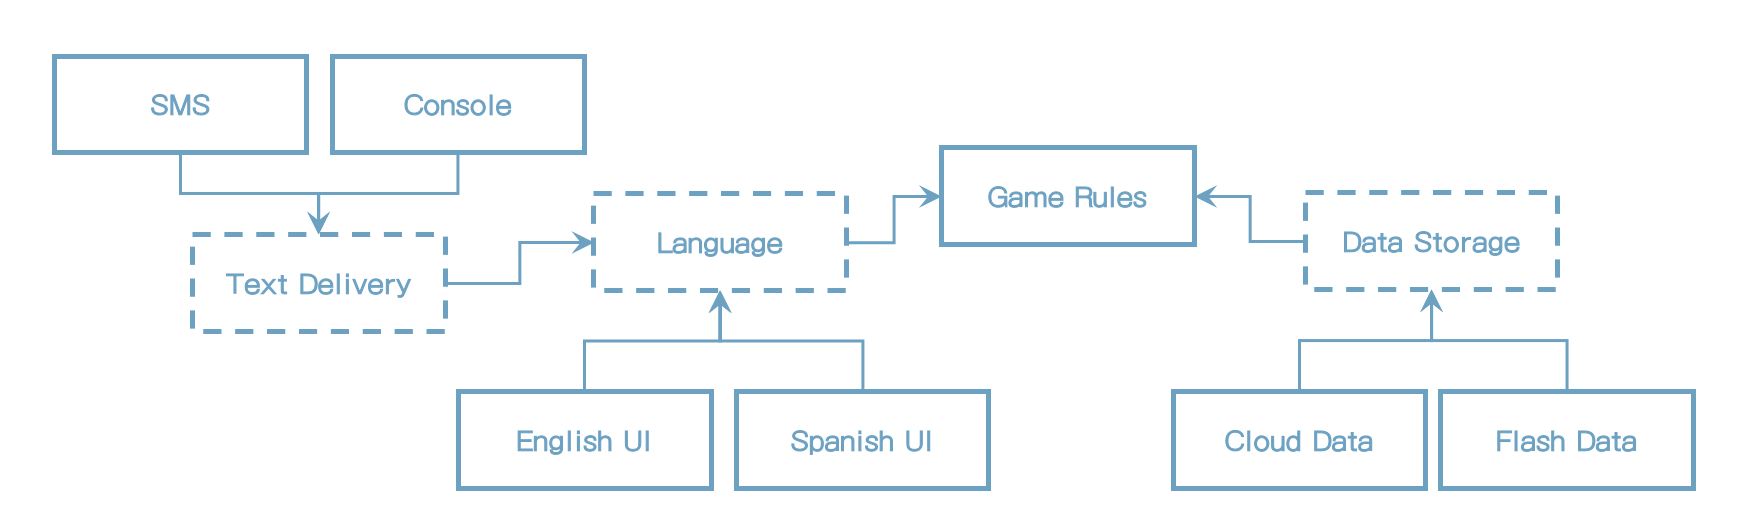 SMS
Console
Game Rules
Language
Data Storage
Text Delivery
English UI
Spanish UI
Cloud Data
Flash Data